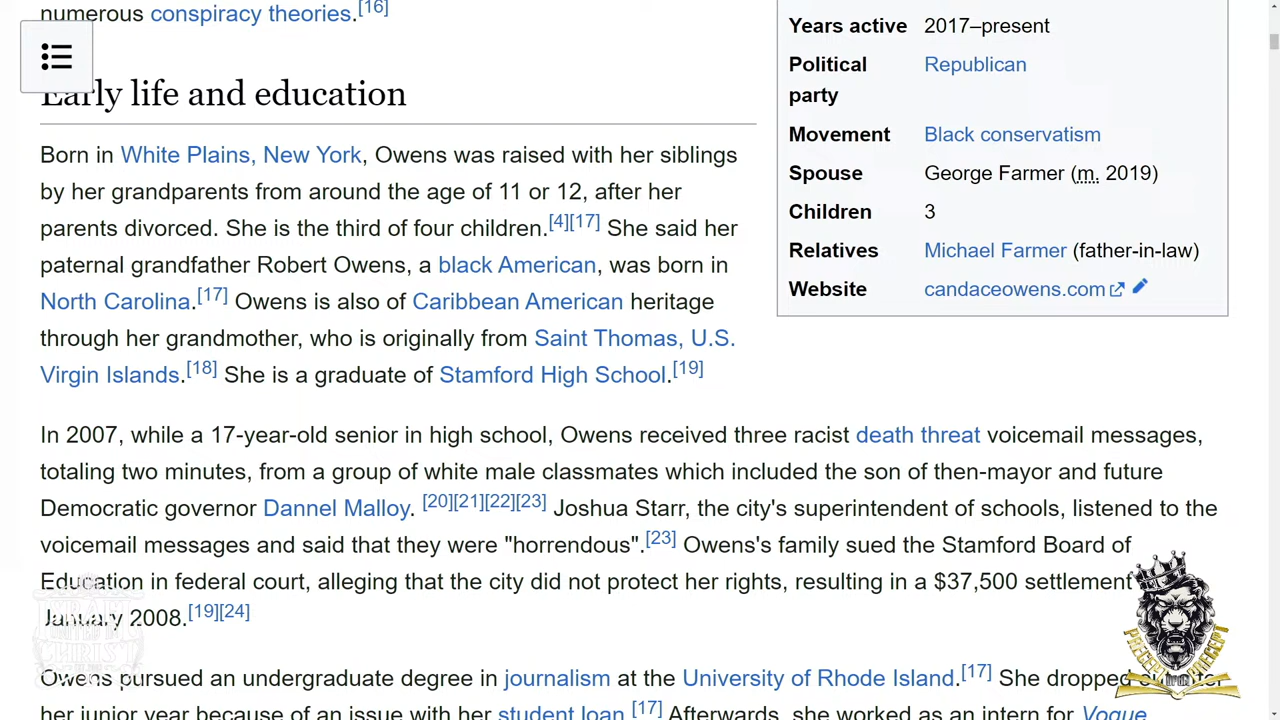 numerous conspiracy theories.[16]
Early life and education
Born in White Plains, New York, Owens was raised with her siblings
by her grandparents from around the age of 11 or 12, after her
parents divorced. She is the third of four children.[4][17] She said her
paternal grandfather Robert Owens, a black American, was born in
North Carolina.[17] Owens is also of Caribbean American heritage
through her grandmother, who is originally from Saint Thomas, U.S.
Virgin Islands.[18] She is a graduate of Stamford High School.[19]
Years active 2017–present
Political party Republican
Movement Black conservatism
Spouse George Farmer (m. 2019)
Children 3
Relatives Michael Farmer (father-in-law)
Website candaceowens.com
In 2007, while a 17-year-old senior in high school, Owens received three racist death threat voicemail messages,
totaling two minutes, from a group of white male classmates which included the son of then-mayor and future
Democratic governor Dannel Malloy. [20][21][22][23] Joshua Starr, the city's superintendent of schools, listened to the
voicemail messages and said that they were "horrendous".[23] Owens's family sued the Stamford Board of
Education in federal court, alleging that the city did not protect her rights, resulting in a $37,500 settlement
January 2008.[19][24]
Owens pursued an undergraduate degree in journalism at the University of Rhode Island.[17] She dropped
her junior year because of an issue with her student loan.[17] Afterwards, she worked as an intern for Vogue
ISRAEL
UNITED IN
CHRIST
PRECEPT PRECEPT